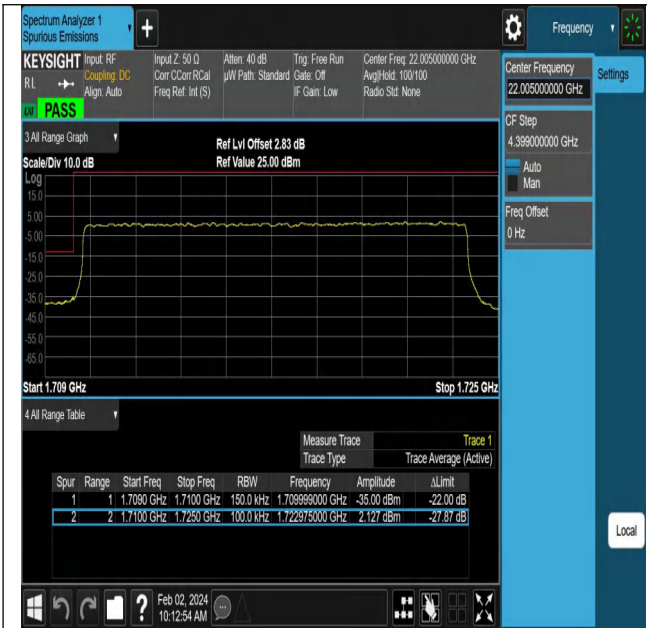 Spectrum Analyzer 1
Spurious Emissions
Frequency
KEYSIGHT
Input: RF
Coupling: DC
Align: Auto
Input Z: 50 Ω
Corr CCorr RCal
Freq Ref: Int (S)
Atten: 40 dB
µW Path: Standard
Trig: Free Run
Gate: Off
IF Gain: Low
Center Freq: 22.005000000 GHz
Avg|Hold: 100/100
Radio Std: None
R L
PASS
Center Frequency
22.005000000 GHz
Settings
CF Step
4.399000000 GHz
Auto
Man
Freq Offset
0 Hz
3 All Range Graph
Ref Lvl Offset 2.83 dB
Scale/Div 10.0 dB
Ref Value 25.00 dBm
Log
15.0
5.00
-5.00
-15.0
-25.0
-35.0
-45.0
-55.0
-65.0
Start 1.709 GHz
Stop 1.725 GHz
4 All Range Table
Measure Trace Trace 1
Trace Type Trace Average (Active)
Spur Range Start Freq Stop Freq RBW Frequency Amplitude ΔLimit
1 1 1.7090 GHz 1.7100 GHz 150.0 kHz 1.709999000 GHz -35.00 dBm -22.00 dB
2 2 1.7100 GHz 1.7250 GHz 100.0 kHz 1.722975000 GHz 2.127 dBm -27.87 dB
Local
Feb 02, 2024
10:12:54 AM